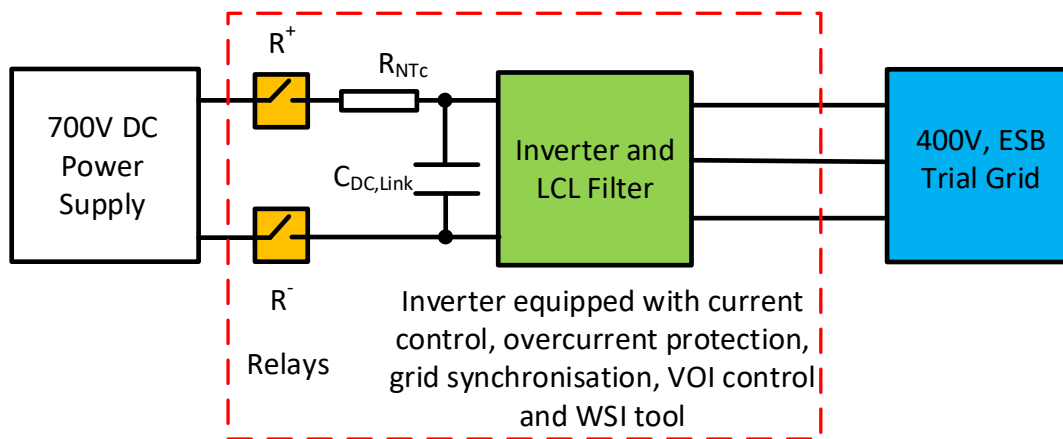 R+
RNTc
700V DC
Power
Supply
CDC,Link
Inverter and
LCL Filter
400V, ESB
Trial Grid
R-
Relays
Inverter equipped with current
control, overcurrent protection,
grid synchronisation, VOI control
and WSI tool